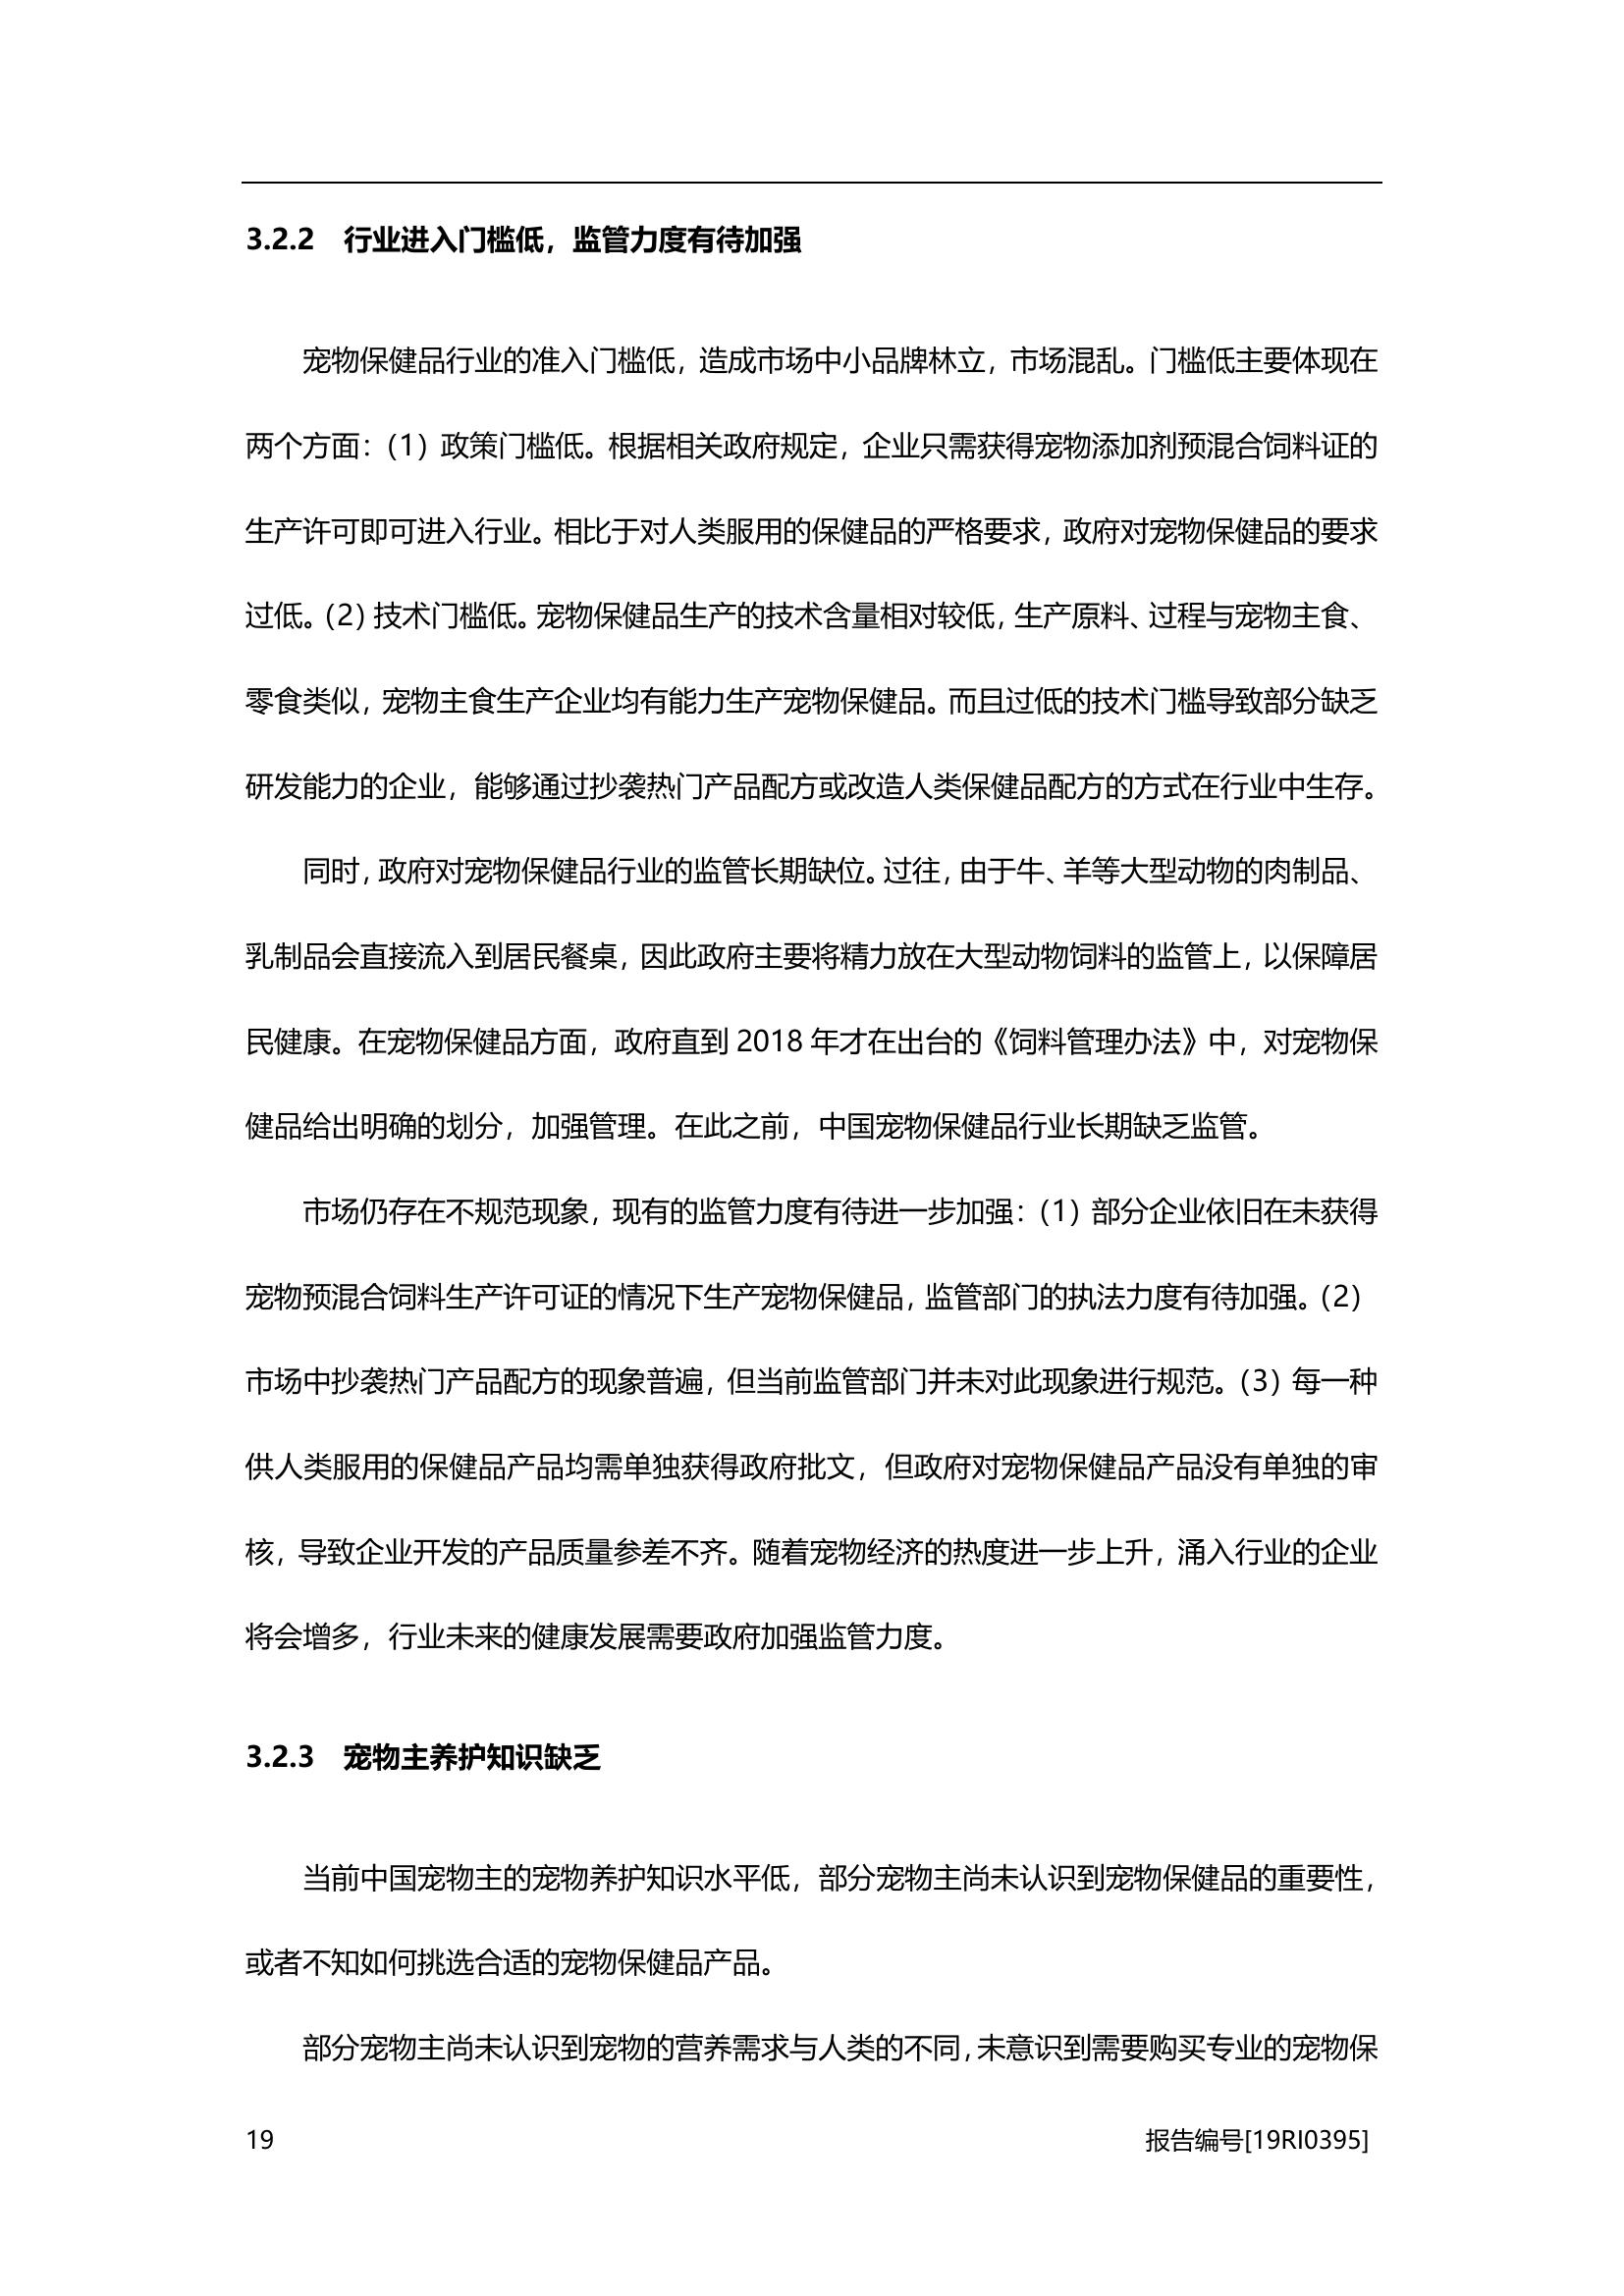 3.2.2 行业进入门槛低，监管力度有待加强
宠物保健品行业的准入门槛低，造成市场中小品牌林立，市场混乱。门槛低主要体现在
两个方面：（1）政策门槛低。根据相关政府规定，企业只需获得宠物添加剂预混合饲料证的
生产许可即可进入行业。相比于对人类服用的保健品的严格要求，政府对宠物保健品的要求
过低。（2）技术门槛低。宠物保健品生产的技术含量相对较低，生产原料、过程与宠物主食、
零食类似，宠物主食生产企业均有能力生产宠物保健品。而且过低的技术门槛导致部分缺乏
研发能力的企业，能够通过抄袭热门产品配方或改造人类保健品配方的方式在行业中生存。
同时，政府对宠物保健品行业的监管长期缺位。过往，由于牛、羊等大型动物的肉制品、
乳制品会直接流入到居民餐桌，因此政府主要将精力放在大型动物饲料的监管上，以保障居
民健康。在宠物保健品方面，政府直到 2018 年才在出台的《饲料管理办法》中，对宠物保
健品给出明确的划分，加强管理。在此之前，中国宠物保健品行业长期缺乏监管。
市场仍存在不规范现象，现有的监管力度有待进一步加强：（1）部分企业依旧在未获得
宠物预混合饲料生产许可证的情况下生产宠物保健品，监管部门的执法力度有待加强。（2）
市场中抄袭热门产品配方的现象普遍，但当前监管部门并未对此现象进行规范。（3）每一种
供人类服用的保健品产品均需单独获得政府批文，但政府对宠物保健品产品没有单独的审
核，导致企业开发的产品质量参差不齐。随着宠物经济的热度进一步上升，涌入行业的企业
将会增多，行业未来的健康发展需要政府加强监管力度。
3.2.3 宠物主养护知识缺乏
当前中国宠物主的宠物养护知识水平低，部分宠物主尚未认识到宠物保健品的重要性，
或者不知如何挑选合适的宠物保健品产品。
部分宠物主尚未认识到宠物的营养需求与人类的不同，未意识到需要购买专业的宠物保
19 报告编号[19RI0395]